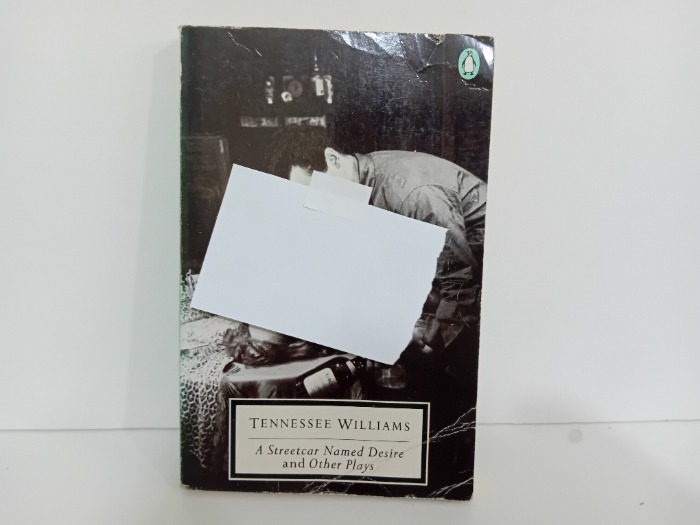 TENNESSEE WILLIAMS
A Streetcar Named Desire
and Other Plays